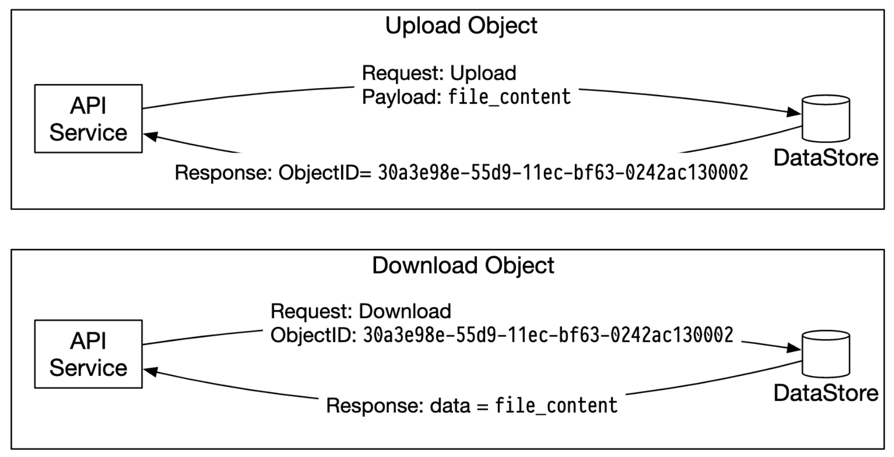 Upload Object
Request: Upload
Payload: file_content
API
Service
DataStore
Response: ObjectID= 30a3e98e-55d9-11ec-bf63-0242ac130002
Download Object
Request: Download
ObjectID: 30a3e98e-55d9-11ec-bf63-0242ac130002
API
Service
DataStore
Response: data = file_content